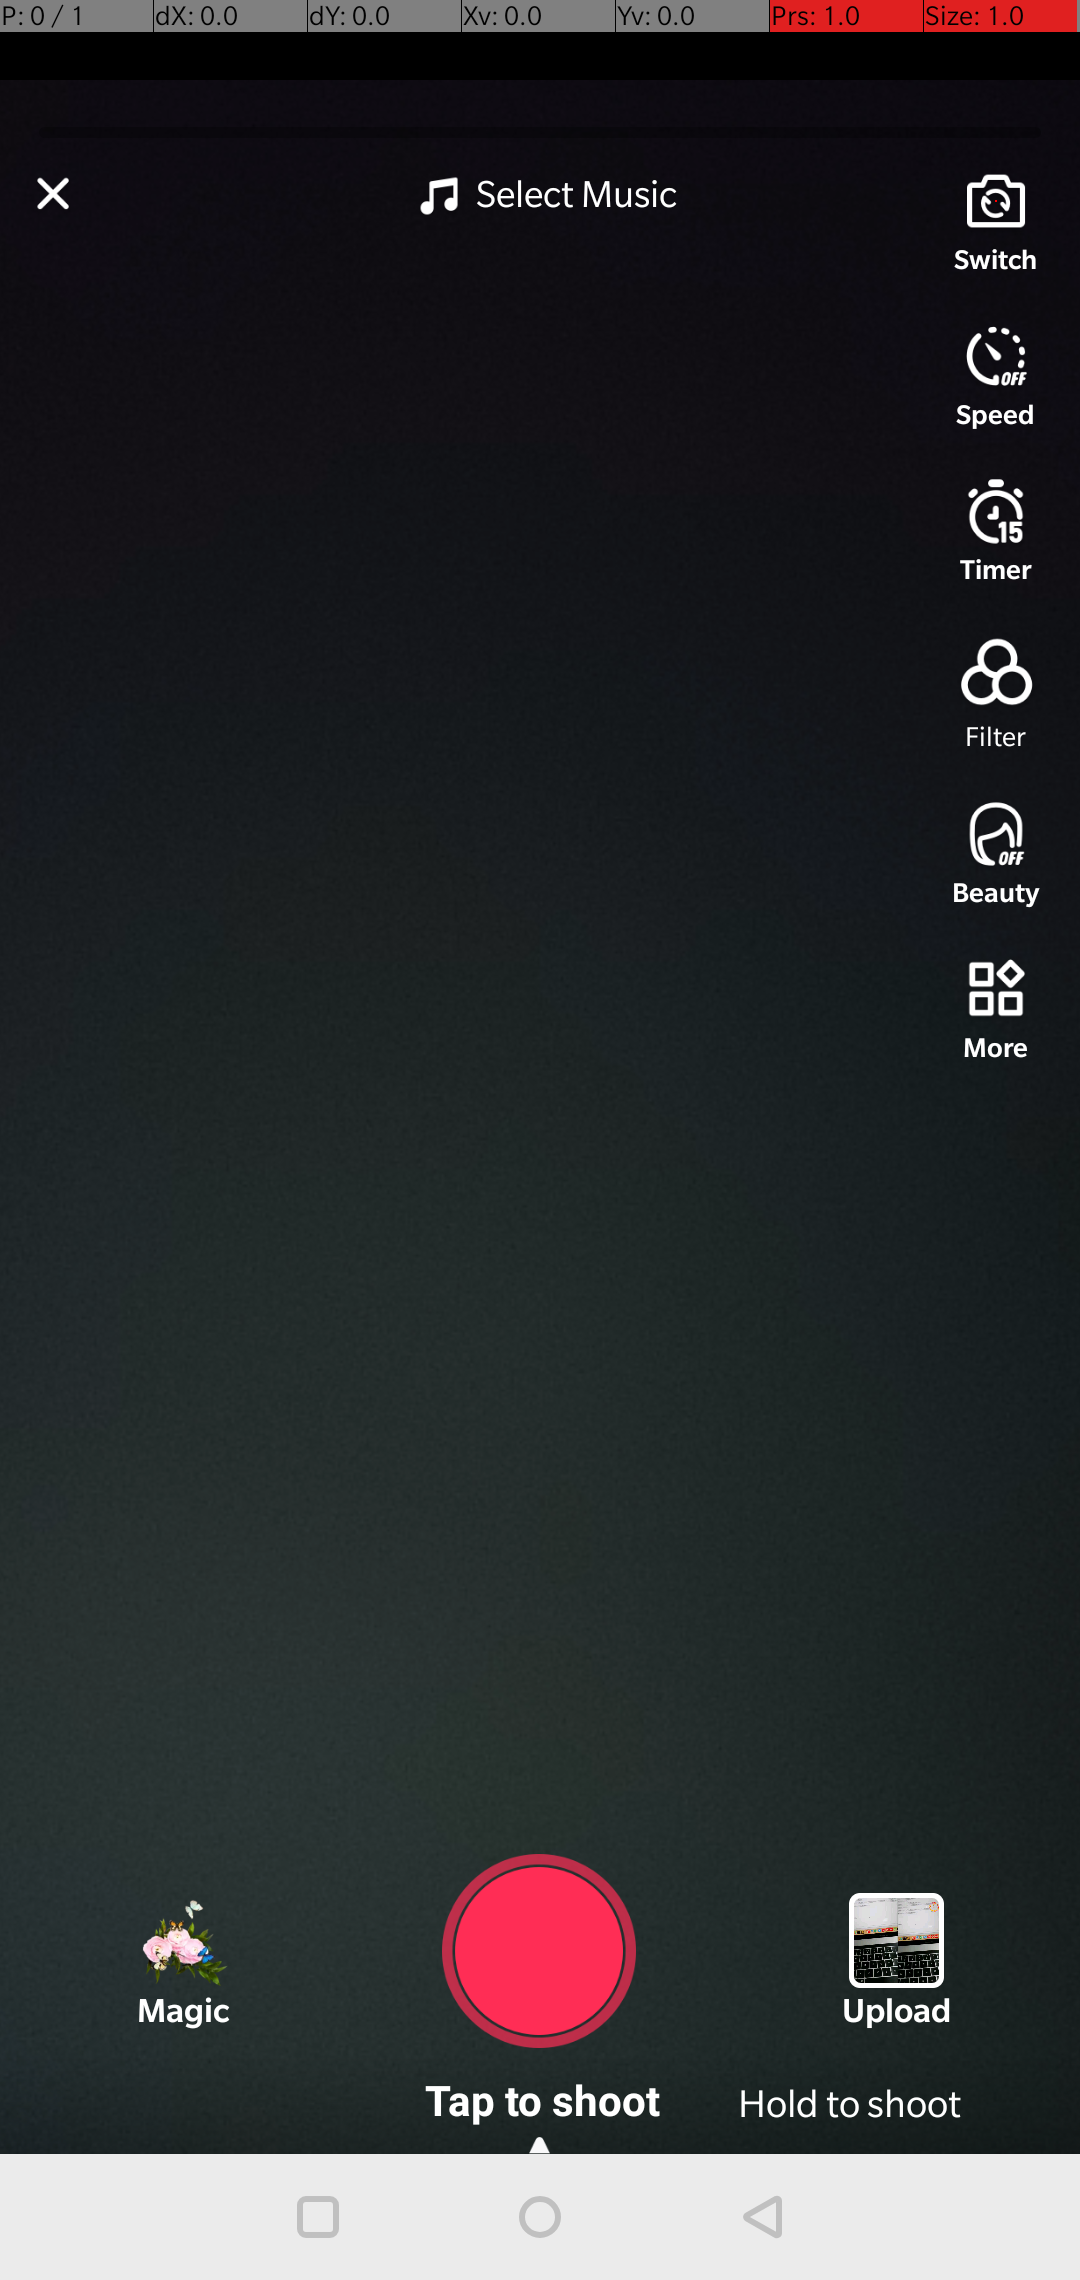 P: 0 / 1 dX: 0.0 dY: 0.0 Xv: 0.0 Yv: 0.0 Prs: 1.0 Size: 1.0
Select Music
Switch
OFF
Speed
15
Timer
Filter
OFF
Beauty
More
Magic
Upload
Tap to shoot Hold to shoot